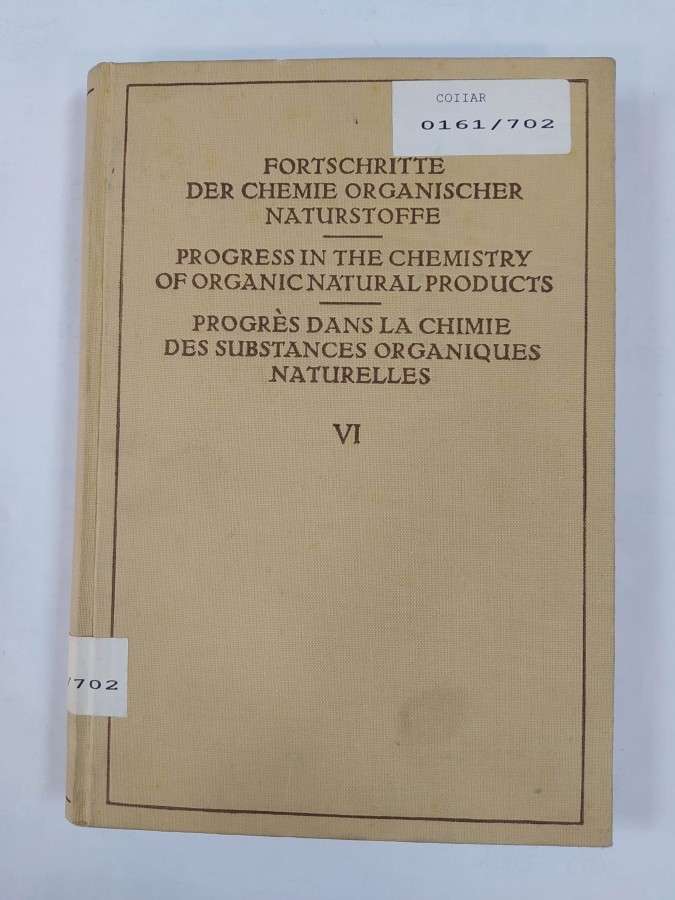 COIIAR
0161/702
FORTSCHRITTE
DER CHEMIE ORGANISCHER
NATURSTOFFE
PROGRESS IN THE CHEMISTRY
OF ORGANIC NATURAL PRODUCTS
PROGRÈS DANS LA CHIMIE
DES SUBSTANCES ORGANIQUES
NATURELLES
VI
/702